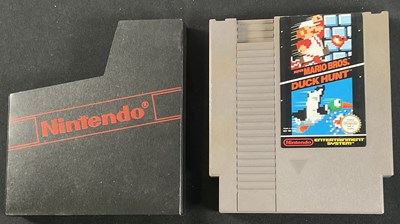 Nintendo®
SUPER MARIO BROS.
DUCK HUNT
Nintendo
ENTERTAINMENT
SYSTEM